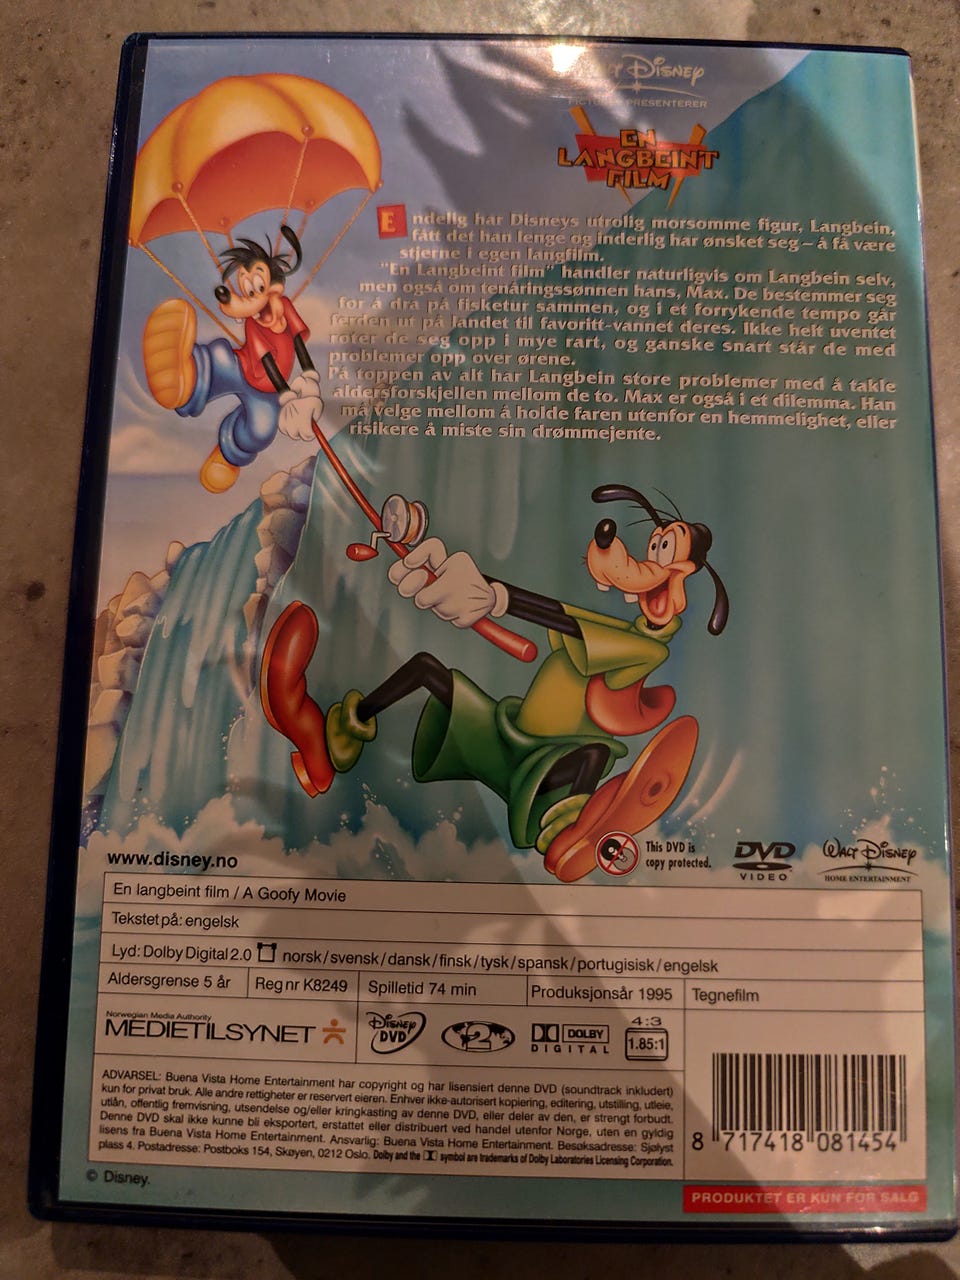 Walt Disney
PICTURES PRESENTERER
EN
LANGBEINT
FILM
Endelig har Disneys utrolig morsomme figur, Langbein,
fått det han lenge og inderlig har ønsket seg – å få være
stjerne i egen langfilm.
"En Langbeint film" handler naturligvis om Langbein selv,
men også om tenåringssønnen hans, Max. De bestemmer seg
for å dra på fisketur sammen, og i et forrykende tempo går
ferden ut på landet til favoritt-vannet deres. Ikke helt uventet
roter de seg opp i mye rart, og ganske snart står de med
problemer opp over ørene.
På toppen av alt har Langbein store problemer med å takle
aldersforskjellen mellom de to. Max er også i et dilemma. Han
må velge mellom å holde faren utenfor en hemmelighet, eller
risikere å miste sin drømmejente.
www.disney.no
This DVD is
copy protected.
DVD
VIDEO
Walt Disney
HOME ENTERTAINMENT
En langbeint film / A Goofy Movie
Tekstet på: engelsk
Lyd: Dolby Digital 2.0 norsk/svensk/dansk/finsk/tysk/spansk/portugisisk/engelsk
Aldersgrense 5 år Reg nr K8249 Spilletid 74 min Produksjonsår 1995 Tegnefilm
Norwegian Media Authority
MEDIETILSYNET
Disney
DVD
2
DOLBY
DIGITAL
4:3
1.85:1
ADVARSEL: Buena Vista Home Entertainment har copyright og har lisensiert denne DVD (soundtrack inkludert)
kun for privat bruk. Alle andre rettigheter er reservert eieren. Enhver ikke-autorisert kopiering, editering, utstilling, utleie,
utlån, offentlig fremvisning, utsendelse og/eller kringkasting av denne DVD, eller deler av den, er strengt forbudt.
Denne DVD skal ikke kunne bli eksportert, erstattet eller distribuert ved handel utenfor Norge, uten en gyldig
lisens fra Buena Vista Home Entertainment. Ansvarlig: Buena Vista Home Entertainment. Besøksadresse: Sjølyst
plass 4. Postadresse: Postboks 154, Skøyen, 0212 Oslo. Dolby and the symbol are trademarks of Dolby Laboratories Licensing Corporation.
8 717418 081454
© Disney.
PRODUKTET ER KUN FOR SALG